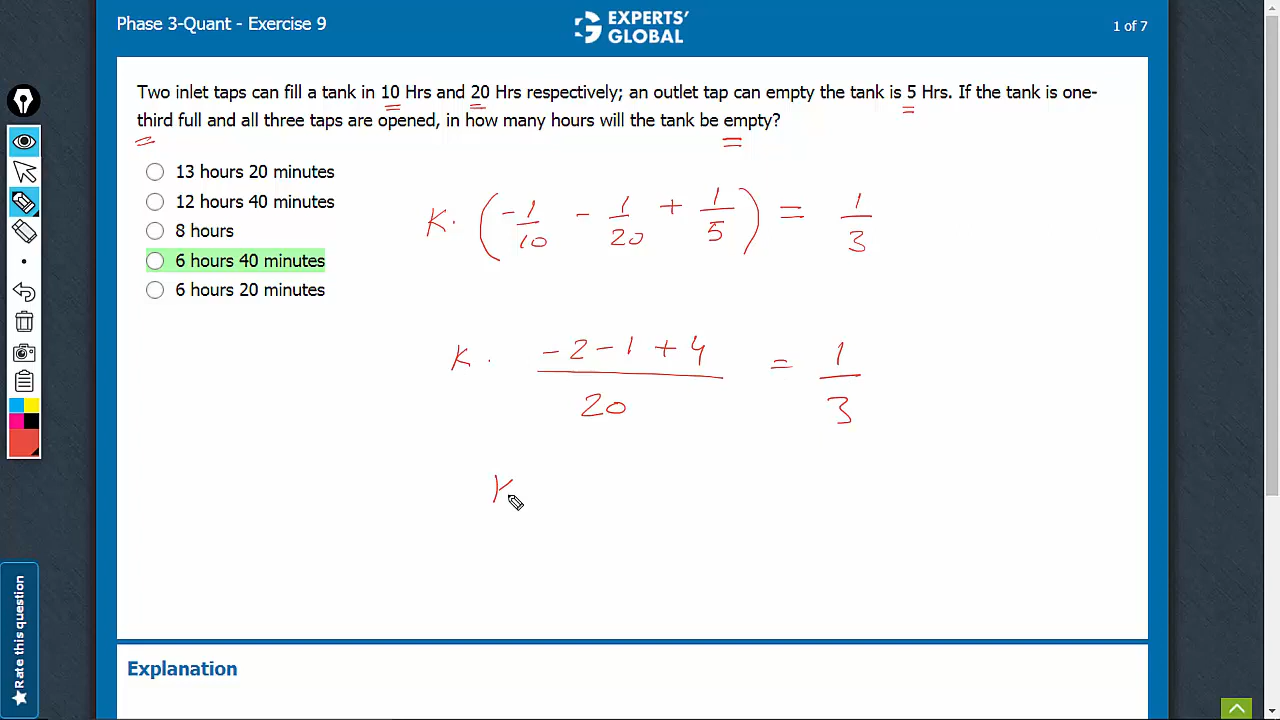 Phase 3-Quant - Exercise 9
EXPERTS'
GLOBAL
1 of 7
Two inlet taps can fill a tank in 10 Hrs and 20 Hrs respectively; an outlet tap can empty the tank is 5 Hrs. If the tank is one-
third full and all three taps are opened, in how many hours will the tank be empty?
13 hours 20 minutes
12 hours 40 minutes
8 hours
6 hours 40 minutes
6 hours 20 minutes
K · ( -1/10 - 1/20 + 1/5 ) = 1/3
K · (-2-1+4)/20 = 1/3
K
Rate this question
Explanation